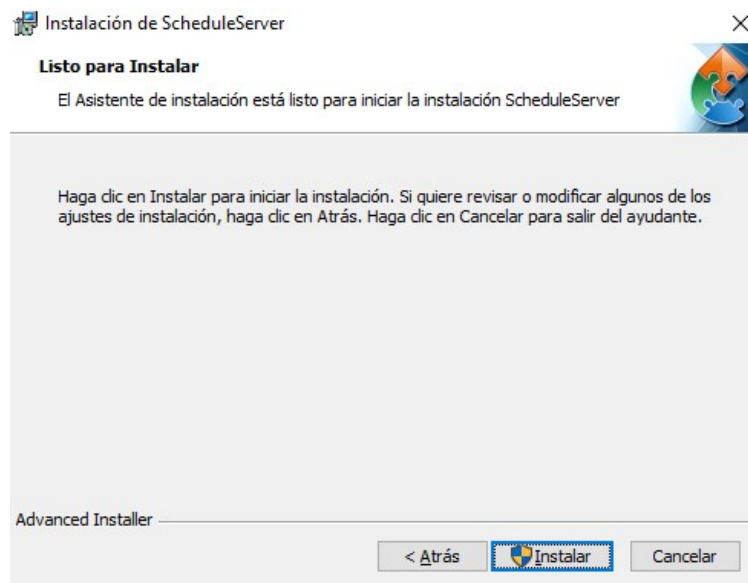 Instalación de ScheduleServer
Listo para Instalar
El Asistente de instalación está listo para iniciar la instalación ScheduleServer
Haga clic en Instalar para iniciar la instalación. Si quiere revisar o modificar algunos de los
ajustes de instalación, haga clic en Atrás. Haga clic en Cancelar para salir del ayudante.
Advanced Installer
< Atrás
Instalar
Cancelar